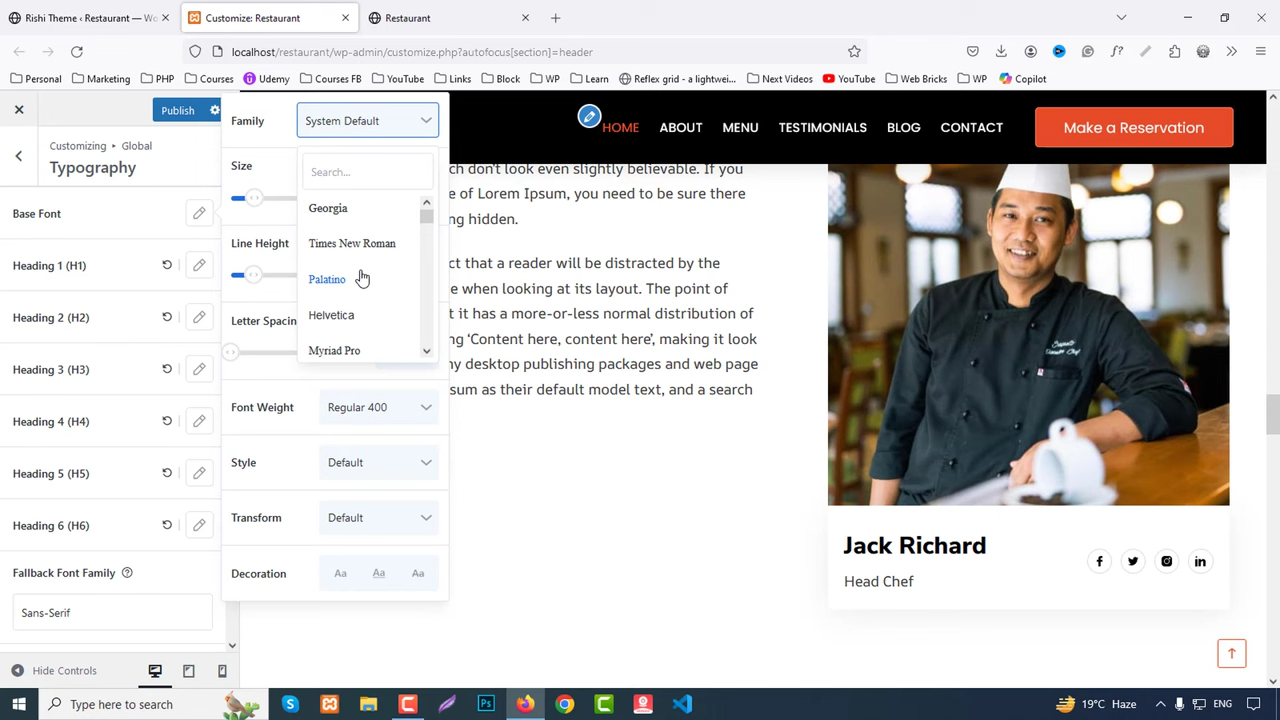 Rishi Theme ‹ Restaurant — Wo
Customize: Restaurant
Restaurant
localhost/restaurant/wp-admin/customize.php?autofocus[section]=header
Personal
Marketing
PHP
Courses
Udemy
Courses FB
YouTube
Links
Block
WP
Learn
Reflex grid - a lightwei...
Next Videos
YouTube
Web Bricks
WP
Copilot
Publish
Customizing ▸ Global
Typography
Base Font
Heading 1 (H1)
Heading 2 (H2)
Heading 3 (H3)
Heading 4 (H4)
Heading 5 (H5)
Heading 6 (H6)
Fallback Font Family
Sans-Serif
Hide Controls
Family
System Default
Size
Search...
Georgia
Times New Roman
Palatino
Helvetica
Myriad Pro
Line Height
Letter Spacin
Font Weight
Regular 400
Style
Default
Transform
Default
Decoration
Aa
Aa
Aa
HOME
ABOUT
MENU
TESTIMONIALS
BLOG
CONTACT
Make a Reservation
ch don't look even slightly believable. If you
e of Lorem Ipsum, you need to be sure there
ng hidden.
ct that a reader will be distracted by the
e when looking at its layout. The point of
t it has a more-or-less normal distribution of
ng ‘Content here, content here’, making it look
ny desktop publishing packages and web page
sum as their default model text, and a search
Jack Richard
Head Chef
Type here to search
19°C Haze
ENG